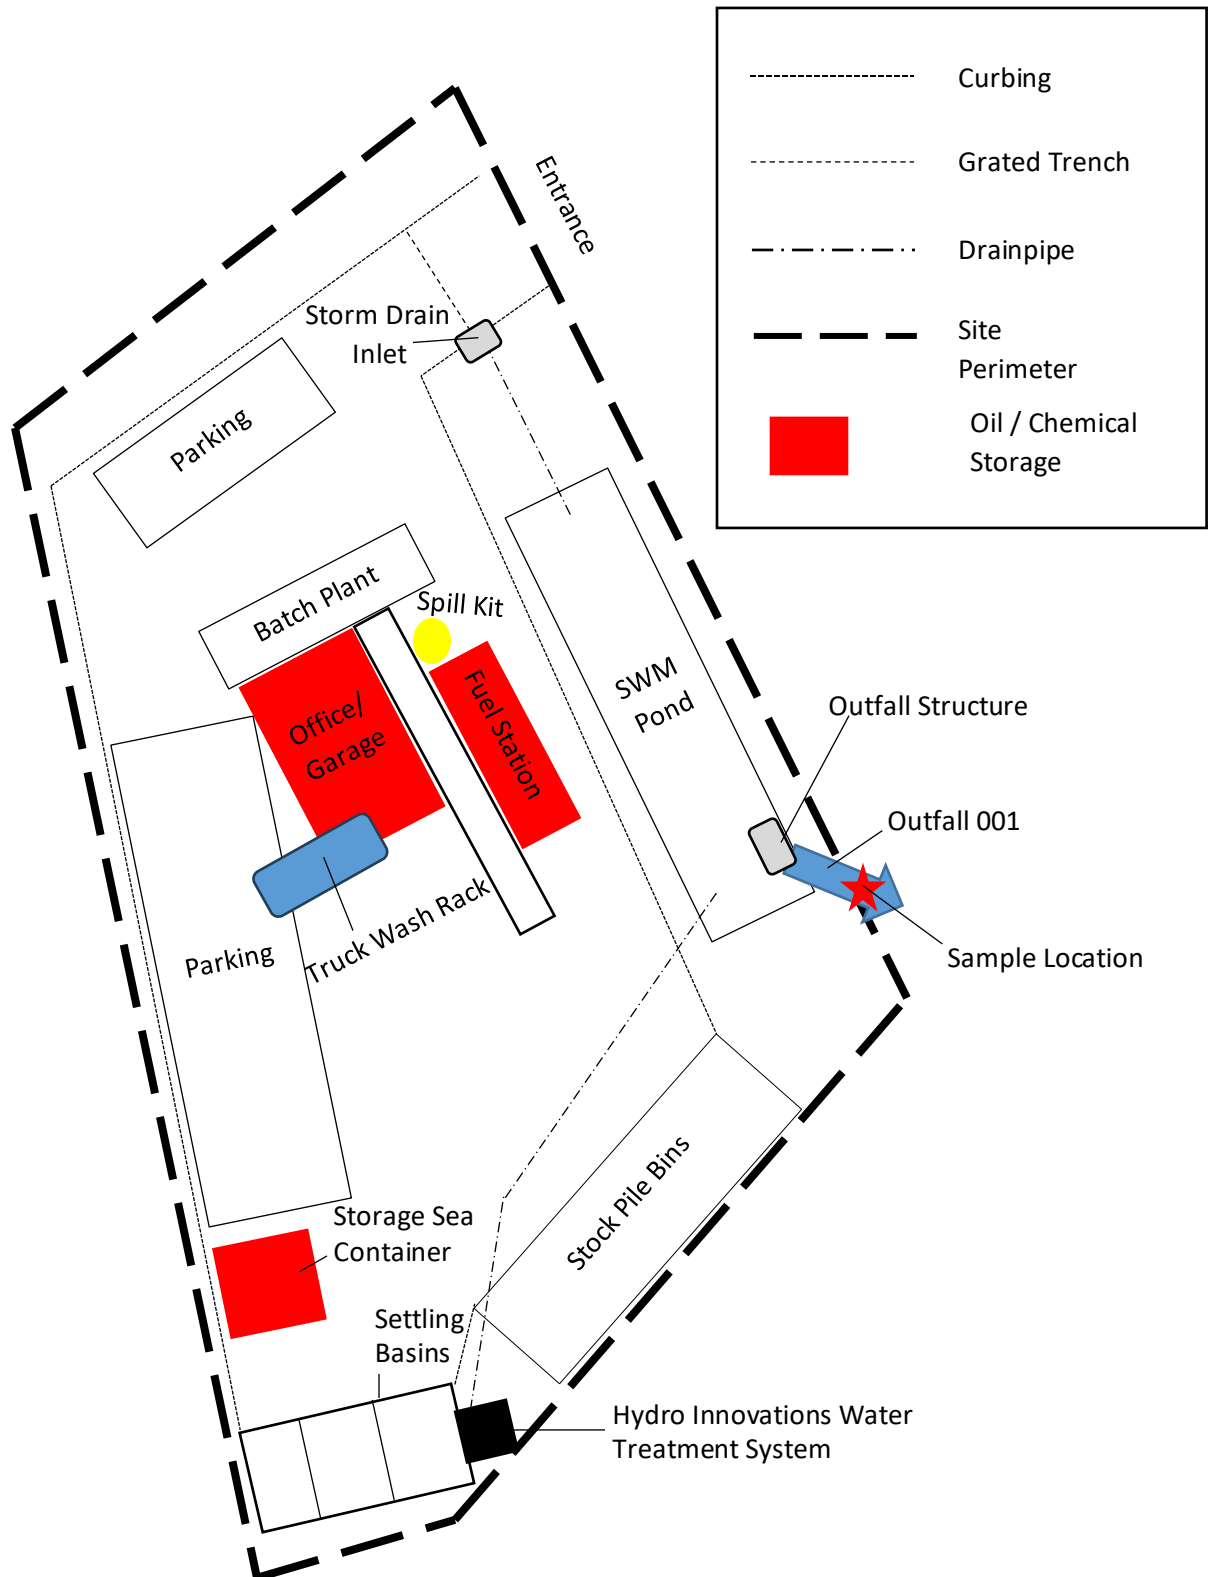 Curbing
Grated Trench
Drainpipe
Site
Perimeter
Oil / Chemical
Storage
Entrance
Storm Drain
Inlet
Parking
Batch Plant
Spill Kit
Office/
Garage
Fuel Station
SWM
Pond
Outfall Structure
Outfall 001
Sample Location
Truck Wash Rack
Parking
Stock Pile Bins
Storage Sea
Container
Settling
Basins
Hydro Innovations Water
Treatment System